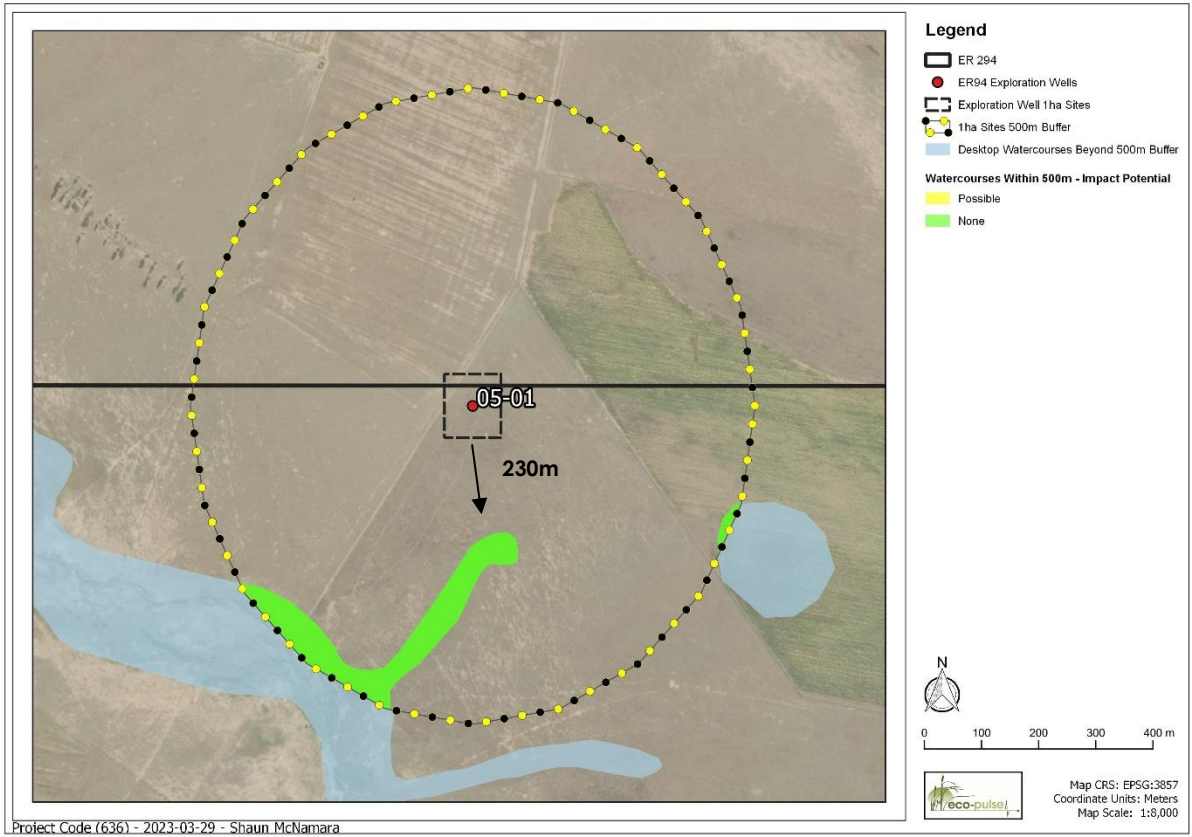 05-01
230m
Legend
ER 294
ER94 Exploration Wells
Exploration Well 1ha Sites
1ha Sites 500m Buffer
Desktop Watercourses Beyond 500m Buffer
Watercourses Within 500m - Impact Potential
Possible
None
N
0 100 200 300 400 m
eco-pulse
Map CRS: EPSG:3857
Coordinate Units: Meters
Map Scale: 1:8,000
Project Code (636) - 2023-03-29 - Shaun McNamara